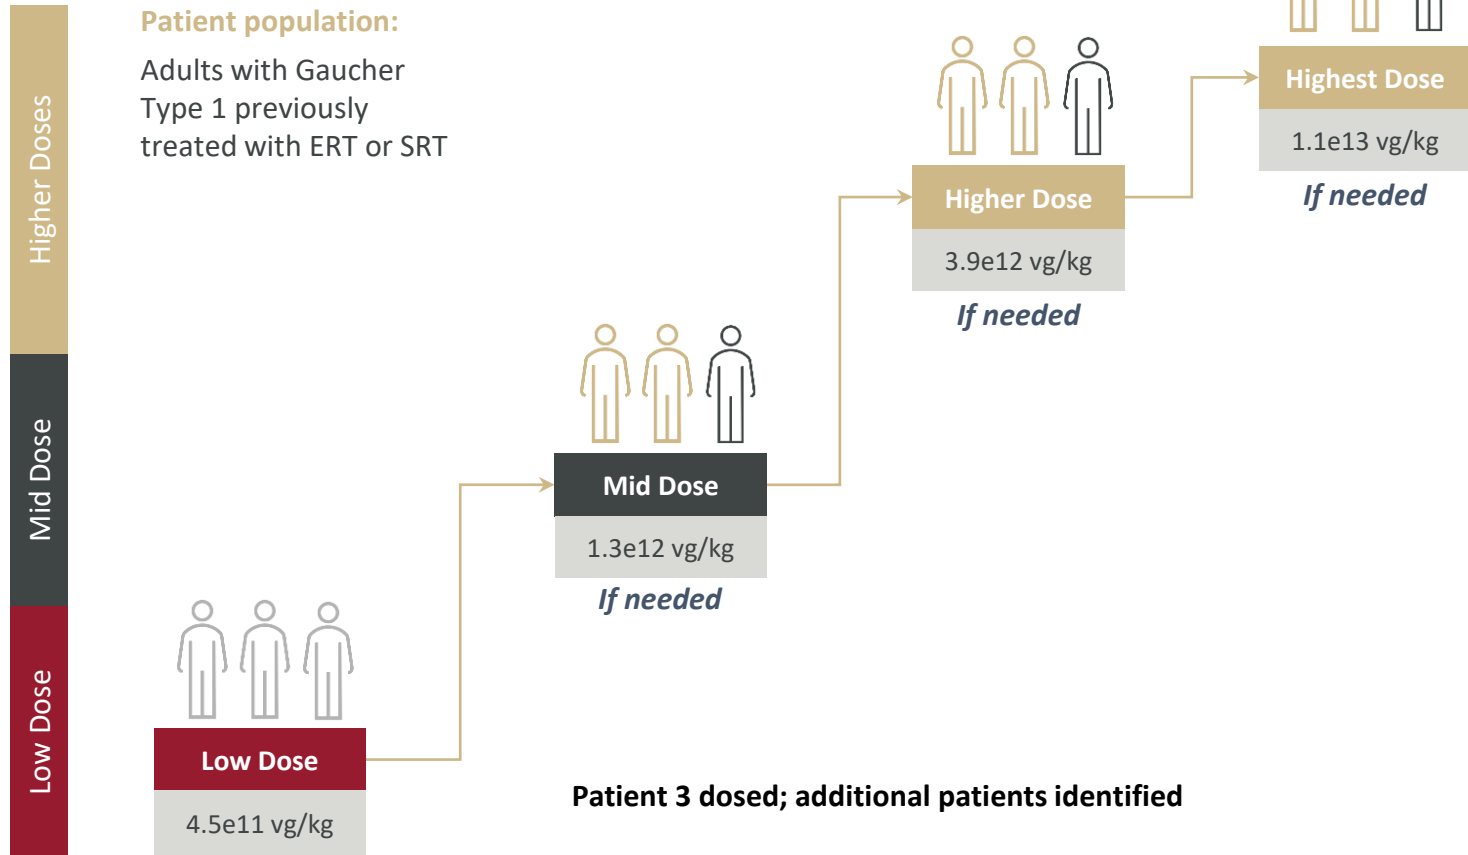 Patient population:
Adults with Gaucher
Type 1 previously
treated with ERT or SRT
Highest Dose
1.1e13 vg/kg
If needed
Higher Dose
3.9e12 vg/kg
If needed
Mid Dose
1.3e12 vg/kg
If needed
Low Dose
4.5e11 vg/kg
Patient 3 dosed; additional patients identified
Higher Doses
Mid Dose
Low Dose